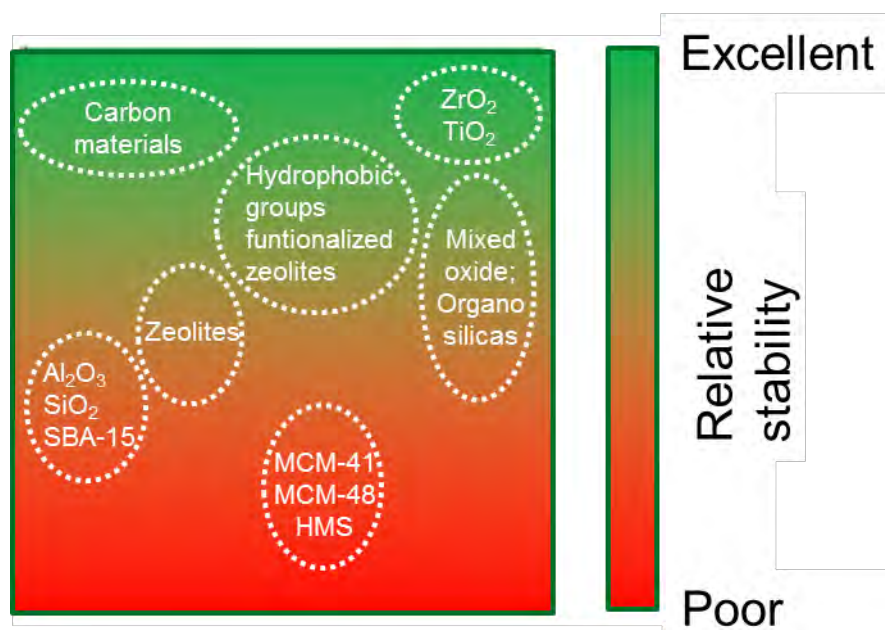 Carbon
materials
ZrO₂
TiO₂
Hydrophobic
groups
funtionalized
zeolites
Mixed
oxide;
Organo
silicas
Zeolites
Al₂O₃
SiO₂
SBA-15
MCM-41
MCM-48
HMS
Excellent
Relative
stability
Poor